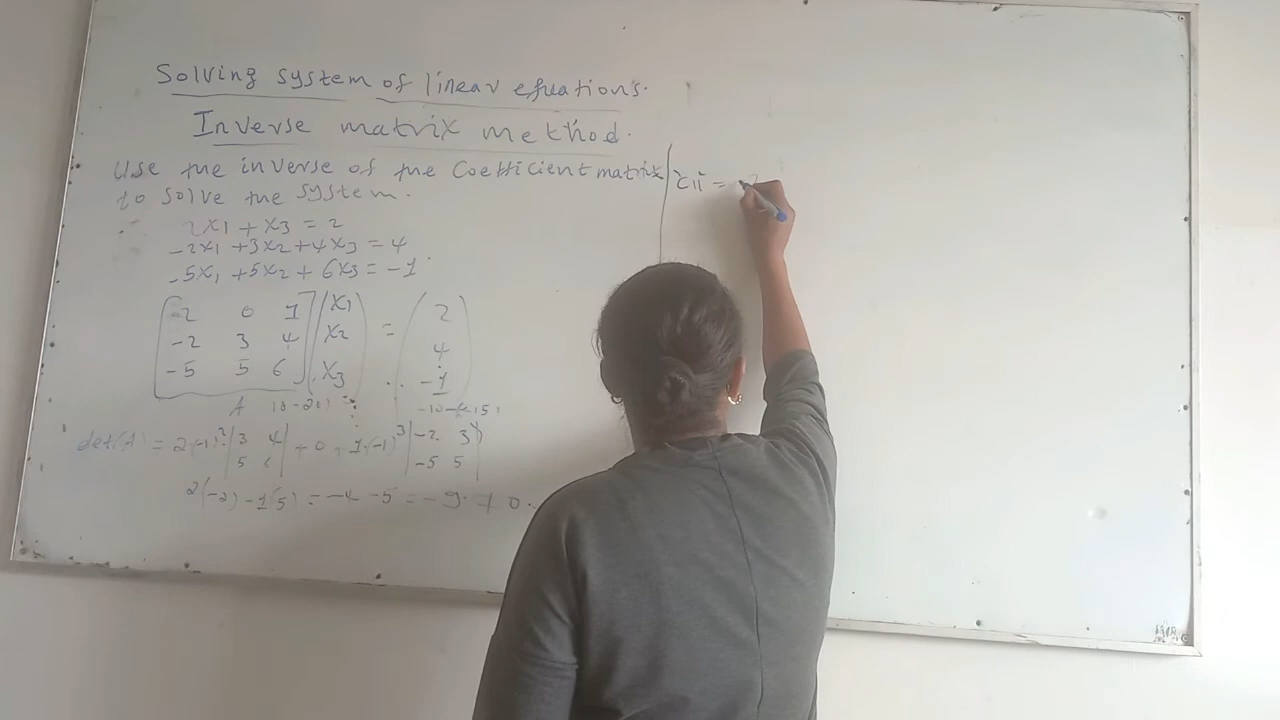 Solving system of linear equations.
Inverse matrix method.
Use the inverse of the Coefficient matrix
to solve the system.
2x1 + x3 = 2
-2x1 + 3x2 + 4x3 = 4
-5x1 + 5x2 + 6x3 = -1
2 0 1 x1 2
-2 3 4 x2 = 4
-5 5 6 x3 -1
A 18-20
-10-(-15)
det(A) = 2(-1)² |3 4| + 0 + 1(-1)³ |-2 3|
5 6 -5 5
2(-2) - 1(5) = -4 - 5 = -9 ≠ 0.
C11 =